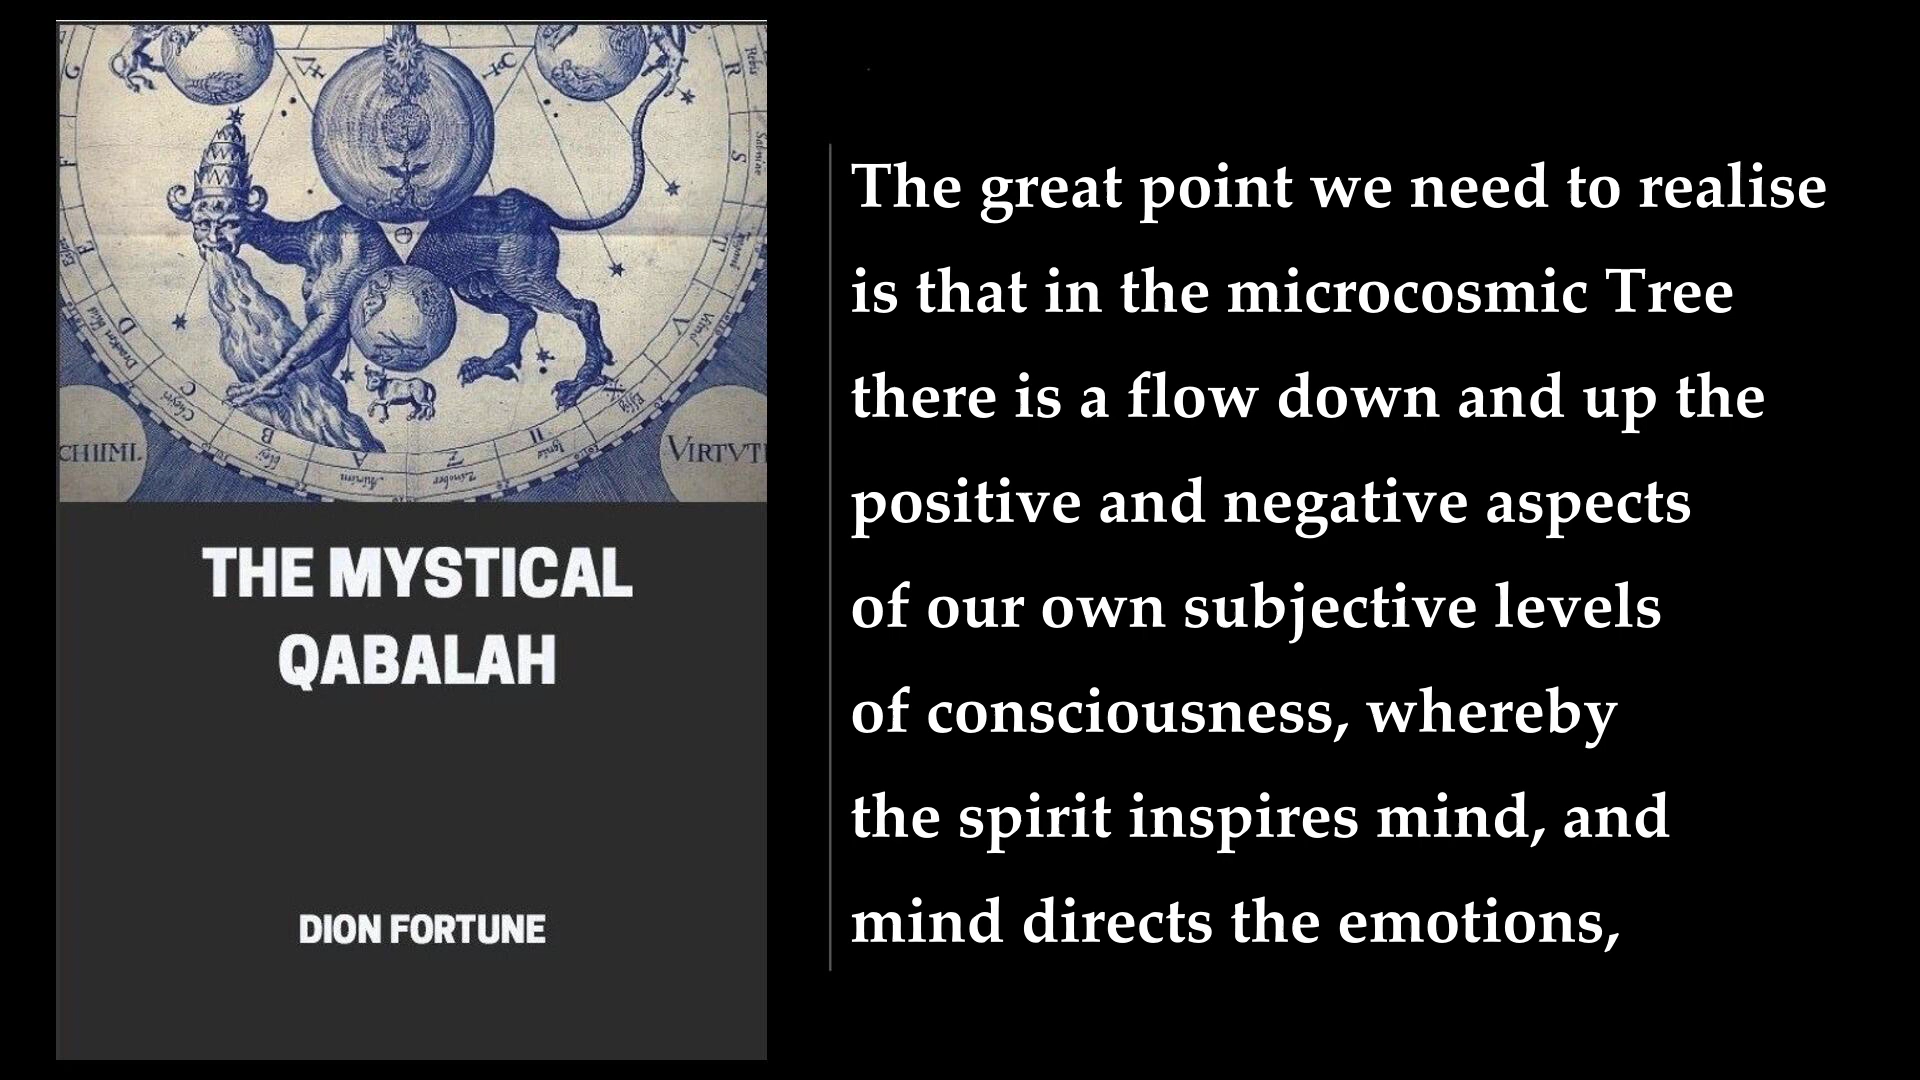 CHIIMI.
VIRTVTI
THE MYSTICAL
QABALAH
DION FORTUNE
The great point we need to realise
is that in the microcosmic Tree
there is a flow down and up the
positive and negative aspects
of our own subjective levels
of consciousness, whereby
the spirit inspires mind, and
mind directs the emotions,